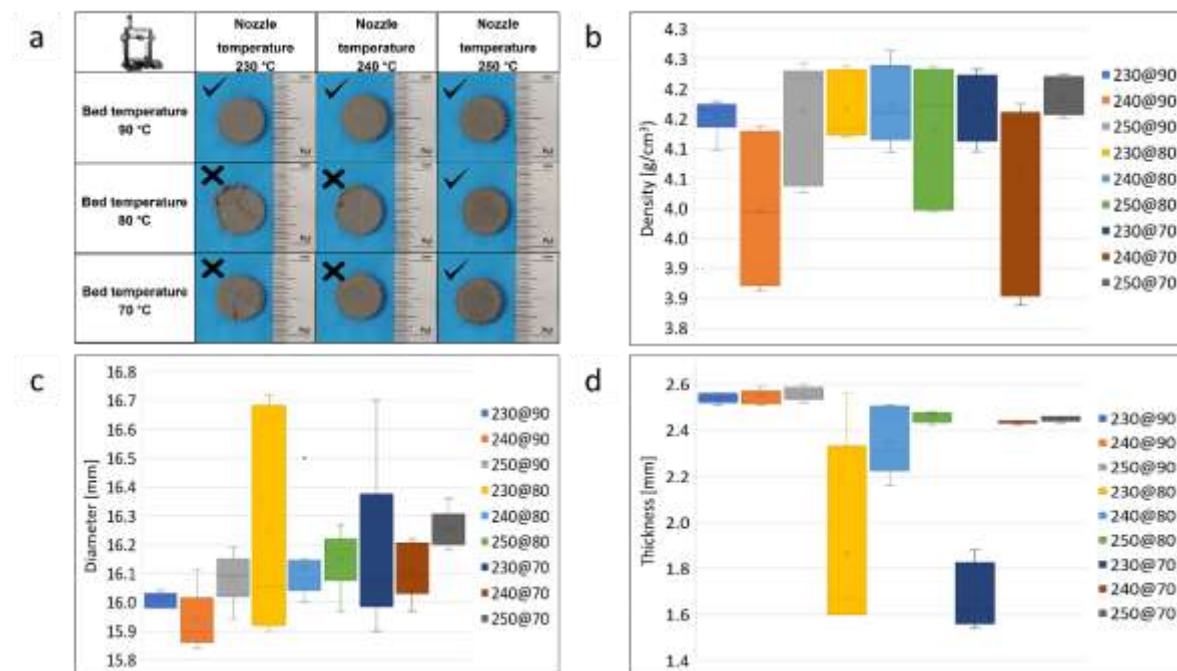 a
Nozzle
temperature
230 °C
Nozzle
temperature
240 °C
Nozzle
temperature
250 °C
Bed temperature
90 °C
Bed temperature
80 °C
Bed temperature
70 °C
b
Density [g/cm³]
4.3
4.3
4.2
4.2
4.1
4.1
4.0
4.0
3.9
3.9
3.8
230@90
240@90
250@90
230@80
240@80
250@80
230@70
240@70
250@70
c
Diameter [mm]
16.8
16.7
16.6
16.5
16.4
16.3
16.2
16.1
16.0
15.9
15.8
230@90
240@90
250@90
230@80
240@80
250@80
230@70
240@70
250@70
d
Thickness [mm]
2.6
2.4
2.2
2.0
1.8
1.6
1.4
230@90
240@90
250@90
230@80
240@80
250@80
230@70
240@70
250@70